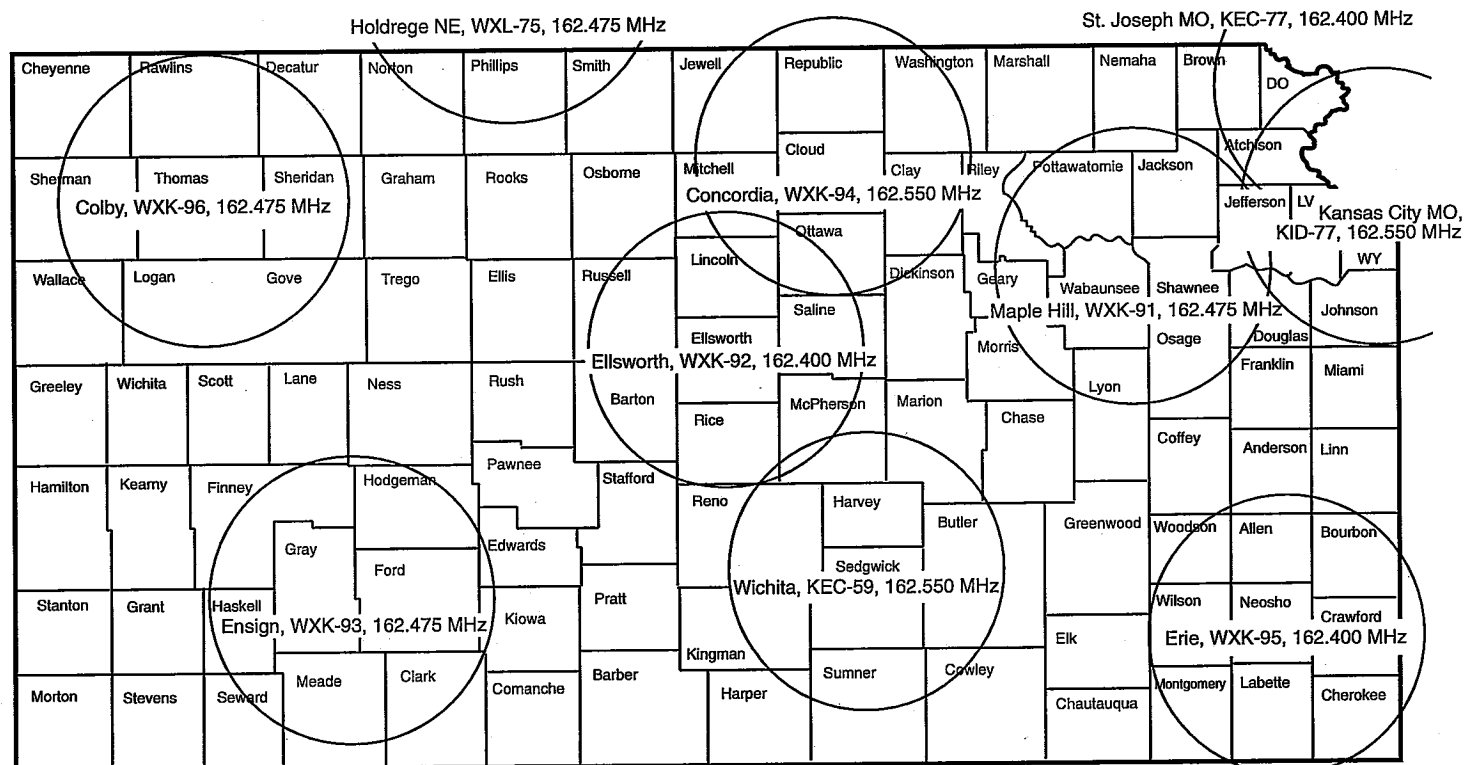 Holdrege NE, WXL-75, 162.475 MHz
St. Joseph MO, KEC-77, 162.400 MHz
Cheyenne
Rawlins
Decatur
Norton
Phillips
Smith
Jewell
Republic
Washington
Marshall
Nemaha
Brown
DO
Atchison
Cloud
Mitchell
Clay
Riley
Pottawatomie
Jackson
Sherman
Thomas
Sheridan
Graham
Rooks
Osborne
Colby, WXK-96, 162.475 MHz
Concordia, WXK-94, 162.550 MHz
Jefferson
LV
Kansas City MO,
KID-77, 162.550 MHz
Ottawa
Lincoln
WY
Wallace
Logan
Gove
Trego
Ellis
Russell
Dickinson
Geary
Wabaunsee
Shawnee
Saline
Maple Hill, WXK-91, 162.475 MHz
Johnson
Ellsworth
Morris
Osage
Douglas
Ellsworth, WXK-92, 162.400 MHz
Greeley
Wichita
Scott
Lane
Ness
Rush
Barton
McPherson
Marion
Lyon
Franklin
Miami
Rice
Chase
Coffey
Anderson
Linn
Pawnee
Stafford
Hamilton
Kearny
Finney
Hodgeman
Reno
Harvey
Butler
Greenwood
Woodson
Allen
Bourbon
Gray
Edwards
Ford
Sedgwick
Wichita, KEC-59, 162.550 MHz
Stanton
Grant
Haskell
Kiowa
Pratt
Wilson
Neosho
Crawford
Ensign, WXK-93, 162.475 MHz
Elk
Erie, WXK-95, 162.400 MHz
Kingman
Morton
Stevens
Seward
Meade
Clark
Comanche
Barber
Harper
Sumner
Cowley
Chautauqua
Montgomery
Labette
Cherokee